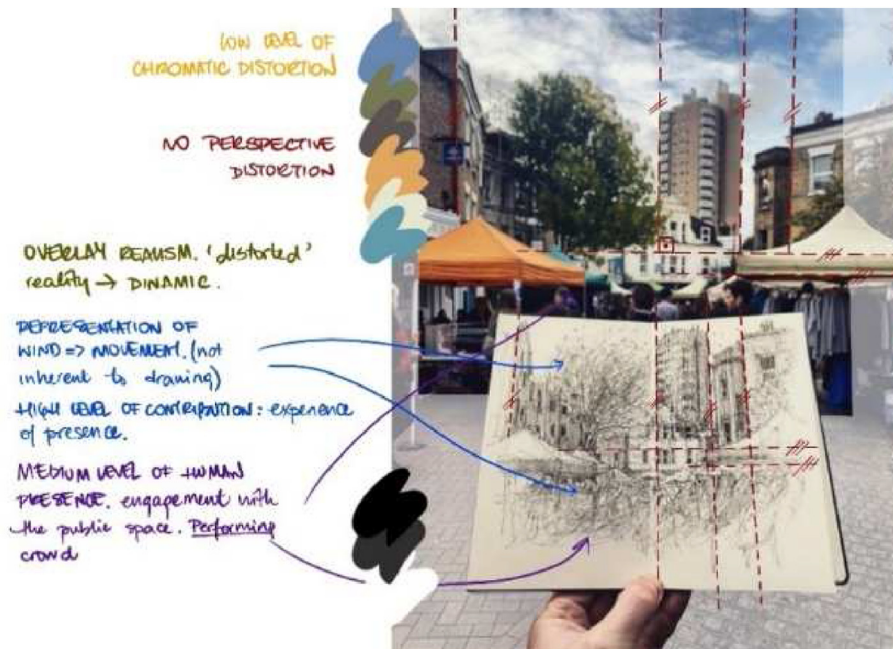 LOW LEVEL OF
CHROMATIC DISTORTION
NO PERSPECTIVE
DISTORTION
OVERLAY REALISM. 'distorted'
reality → DINAMIC.
REPRESENTATION OF
WIND => MOVEMENT. (not
inherent to drawing)
HIGH LEVEL OF CONTRIBUTION: experience
of presence.
MEDIUM LEVEL OF HUMAN
PRESENCE. engagement with
the public space. Performing
crowd